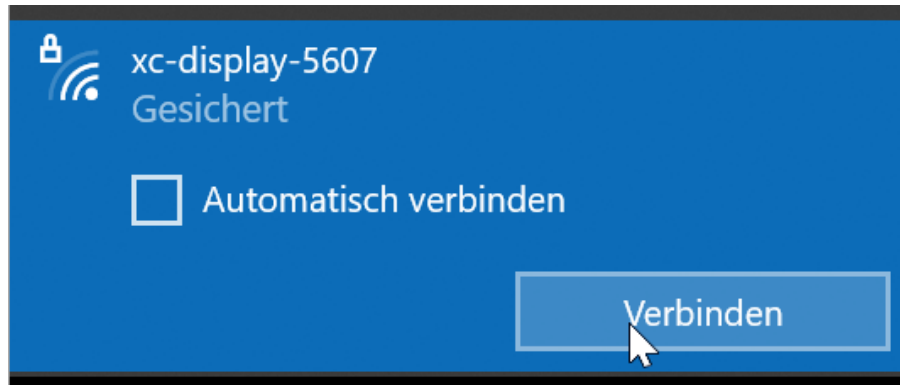 xc-display-5607
Gesichert
Automatisch verbinden
Verbinden